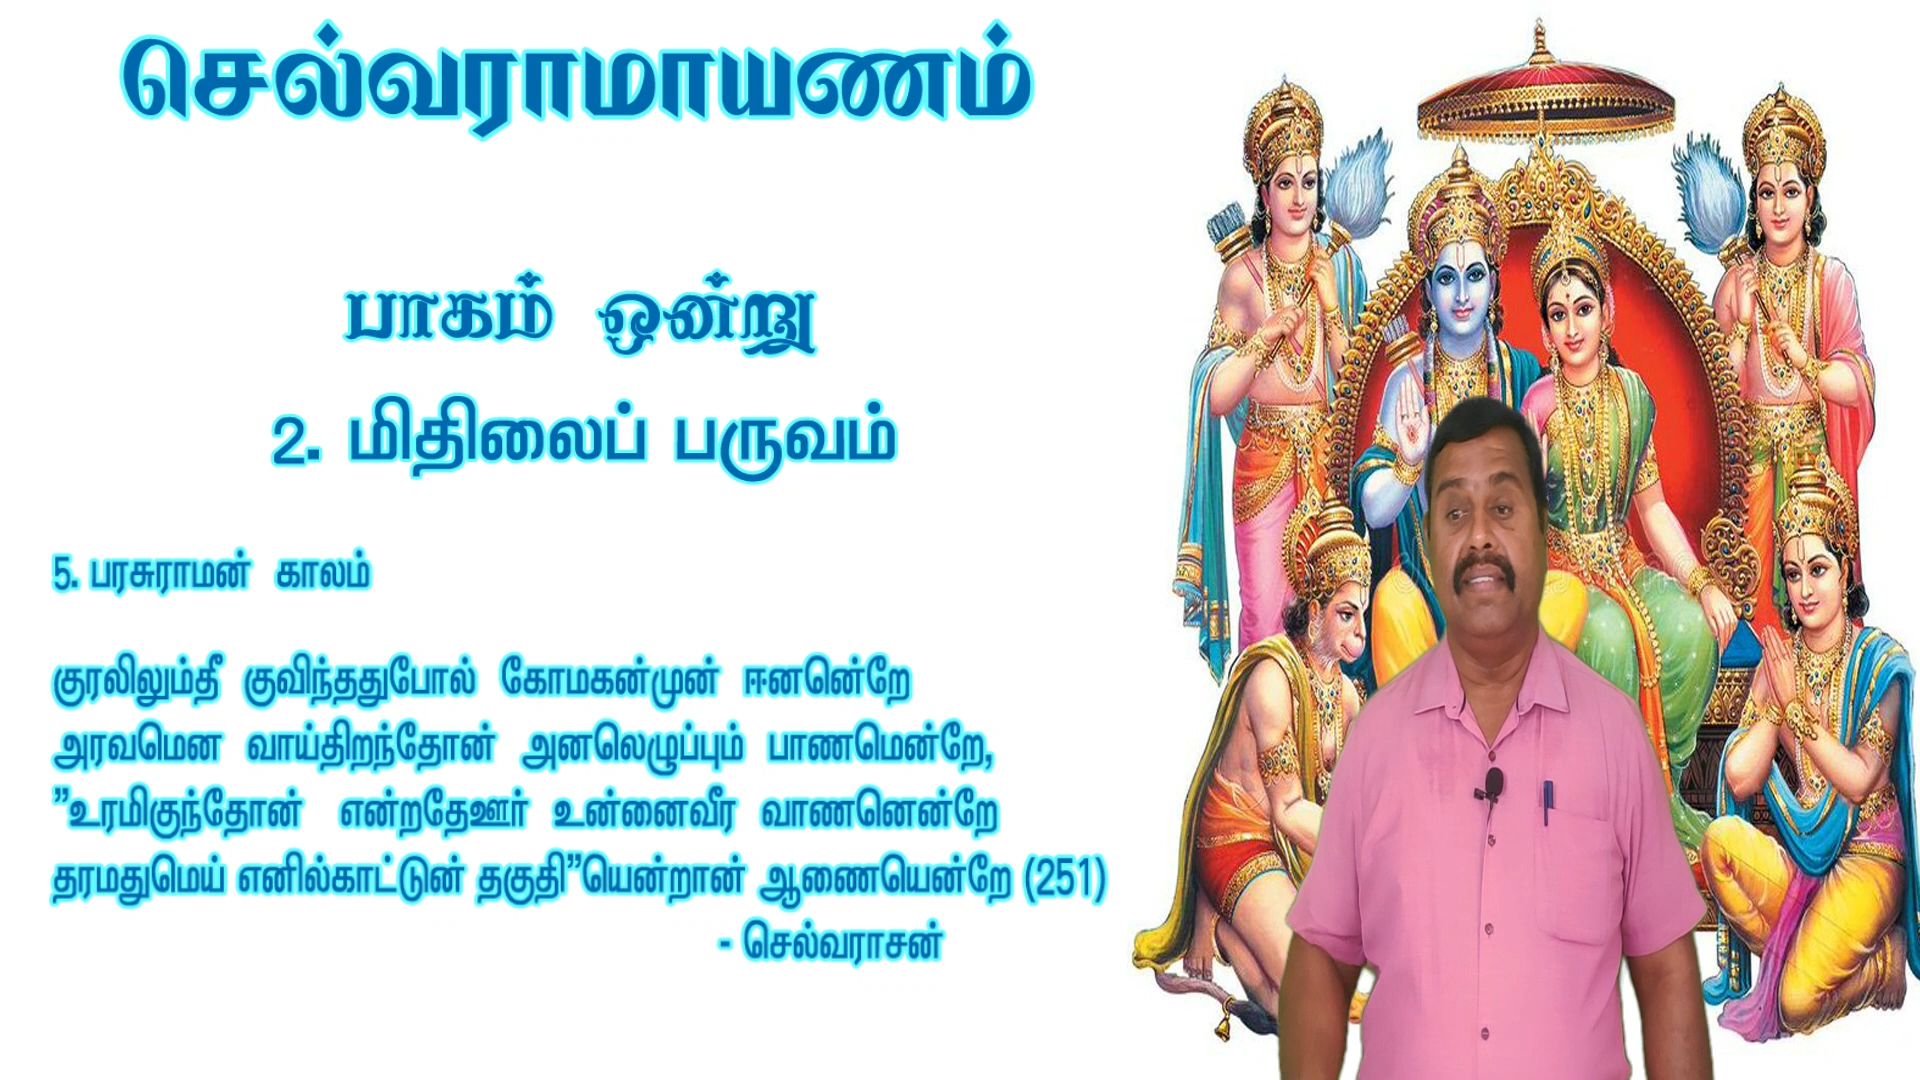 செல்வராமாயணம்
பாகம் ஒன்று
2. மிதிலைப் பருவம்
5. பரசுராமன் காலம்
குரலிலும்தீ குவிந்ததுபோல் கோமகன்முன் ஈனனென்றே
அரவமென வாய்திறந்தோன் அனலெழுப்பும் பாணமென்றே,
”உரமிகுந்தோன் என்றதேஊர் உன்னைவீர வாணனென்றே
தரமதுமெய் எனில்காட்டுன் தகுதி”யென்றான் ஆணையென்றே (251)
- செல்வராசன்